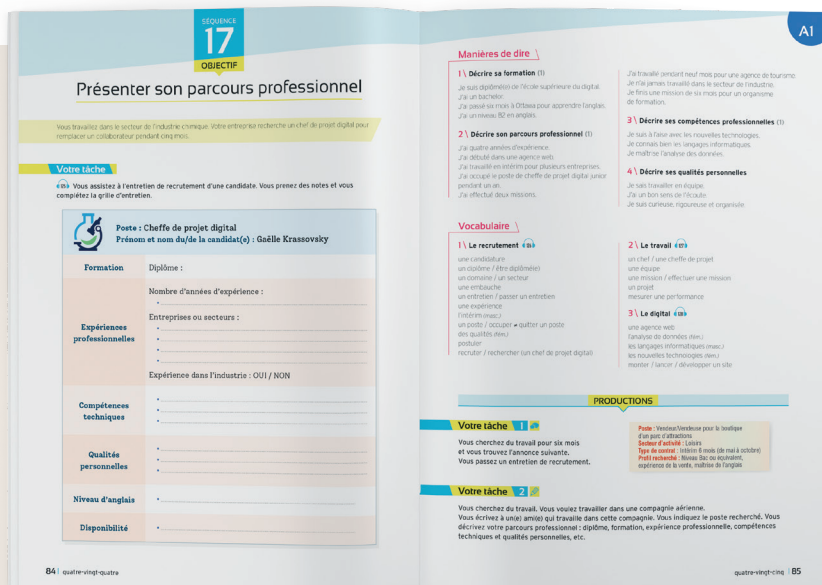 SÉQUENCE
17
OBJECTIF
Présenter son parcours professionnel
Vous travaillez dans le secteur de l'industrie chimique. Votre entreprise recherche un chef de projet digital pour
remplacer un collaborateur pendant cinq mois.
Votre tâche
Vous assistez à l'entretien de recrutement d'une candidate. Vous prenez des notes et vous
complétez la grille d'entretien.
Poste : Cheffe de projet digital
Prénom et nom du/de la candidat(e) : Gaëlle Krassovsky
Formation
Diplôme :
Expériences
professionnelles
Nombre d'années d'expérience :
Entreprises ou secteurs :
Expérience dans l'industrie : OUI / NON
Compétences
techniques
Qualités
personnelles
Niveau d'anglais
Disponibilité
84 | quatre-vingt-quatre
A1
Manières de dire
1 \ Décrire sa formation (1)
Je suis diplômé(e) de l'école supérieure du digital.
J'ai un bachelor.
J'ai passé six mois à Ottawa pour apprendre l'anglais.
J'ai un niveau B2 en anglais.
2 \ Décrire son parcours professionnel (1)
J'ai quatre années d'expérience.
J'ai débuté dans une agence web.
J'ai travaillé en intérim pour plusieurs entreprises.
J'ai occupé le poste de cheffe de projet digital junior
pendant un an.
J'ai effectué deux missions.
J'ai travaillé pendant neuf mois pour une agence de tourisme.
Je n'ai jamais travaillé dans le secteur de l'industrie.
Je finis une mission de six mois pour un organisme
de formation.
3 \ Décrire ses compétences professionnelles (1)
Je suis à l'aise avec les nouvelles technologies.
Je connais bien les langages informatiques.
Je maîtrise l'analyse des données.
4 \ Décrire ses qualités personnelles
Je sais travailler en équipe.
J'ai un bon sens de l'écoute.
Je suis curieuse, rigoureuse et organisée.
Vocabulaire
1 \ Le recrutement
une candidature
un diplôme / être diplômé(e)
un domaine / un secteur
une embauche
un entretien / passer un entretien
une expérience
l'intérim (masc.)
un poste / occuper ≠ quitter un poste
des qualités (fém.)
postuler
recruter / rechercher (un chef de projet digital)
2 \ Le travail
un chef / une cheffe de projet
une équipe
une mission / effectuer une mission
un projet
mesurer une performance
3 \ Le digital
une agence web
l'analyse de données (fém.)
les langages informatiques (masc.)
les nouvelles technologies (fém.)
monter / lancer / développer un site
PRODUCTIONS
Votre tâche 1
Vous cherchez du travail pour six mois
et vous trouvez l'annonce suivante.
Vous passez un entretien de recrutement.
Poste : Vendeur/Vendeuse pour la boutique
d'un parc d'attractions
Secteur d'activité : Loisirs
Type de contrat : Intérim 6 mois (de mai à octobre)
Profil recherché : Niveau Bac ou équivalent,
expérience de la vente, maîtrise de l'anglais
Votre tâche 2
Vous cherchez du travail. Vous voulez travailler dans une compagnie aérienne.
Vous écrivez à un(e) ami(e) qui travaille dans cette compagnie. Vous indiquez le poste recherché. Vous
décrivez votre parcours professionnel : diplôme, formation, expérience professionnelle, compétences
techniques et qualités personnelles, etc.
quatre-vingt-cinq | 85